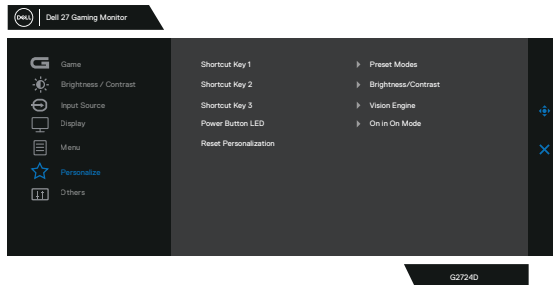 DELL Dell 27 Gaming Monitor
Game
Brightness / Contrast
Input Source
Display
Menu
Personalize
Others
Shortcut Key 1 Preset Modes
Shortcut Key 2 Brightness/Contrast
Shortcut Key 3 Vision Engine
Power Button LED On in On Mode
Reset Personalization
G2724D